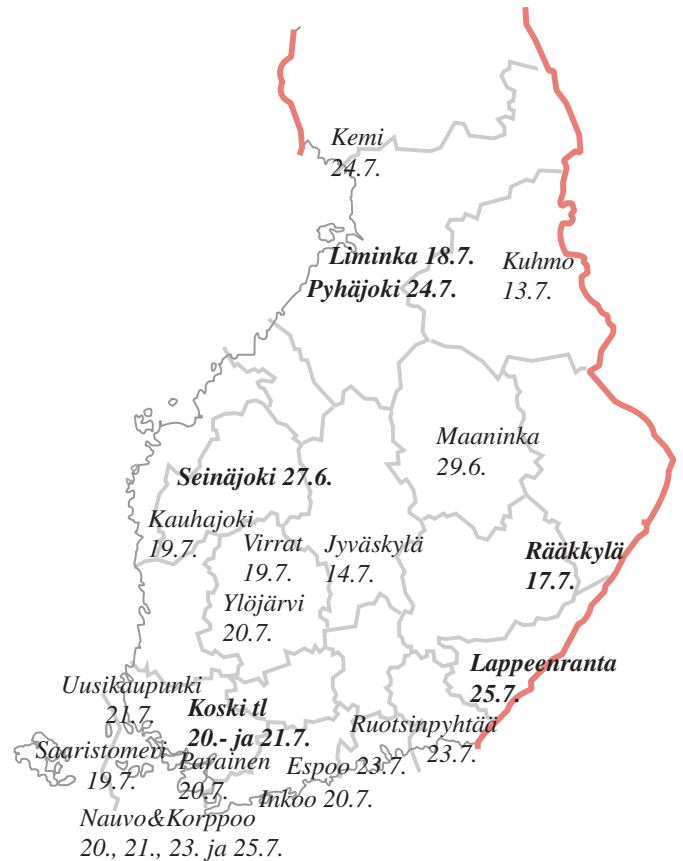 Kemi
24.7.
Liminka 18.7.
Pyhäjoki 24.7.
Kuhmo
13.7.
Maaninka
29.6.
Seinäjoki 27.6.
Kauhajoki
19.7.
Virrat
19.7.
Jyväskylä
14.7.
Rääkkylä
17.7.
Ylöjärvi
20.7.
Lappeenranta
25.7.
Uusikaupunki
21.7.
Koski tl
20.- ja 21.7.
Ruotsinpyhtää
23.7.
Saaristomeri
19.7.
Parainen
20.7.
Espoo 23.7.
Inkoo 20.7.
Nauvo&Korppoo
20., 21., 23. ja 25.7.